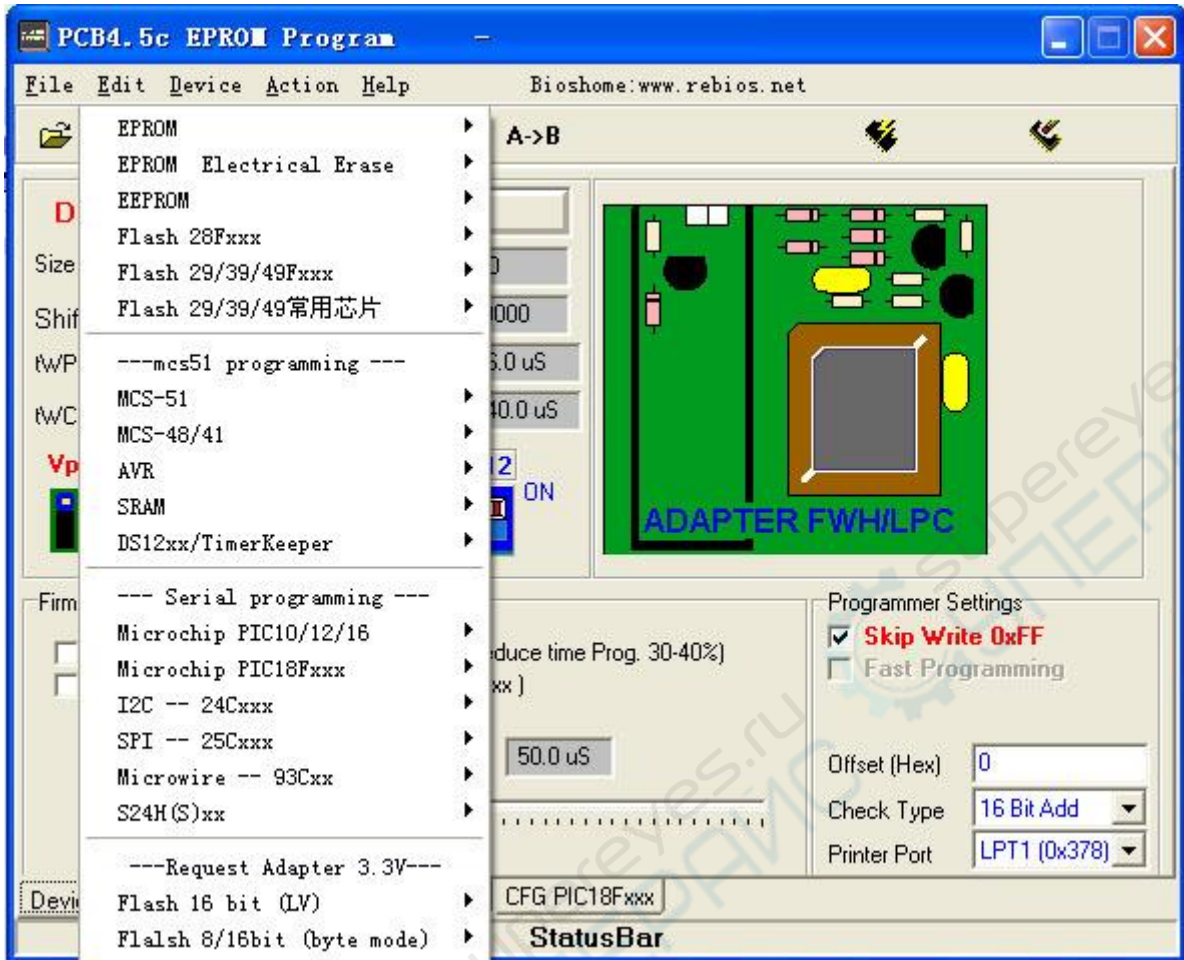 PCB4.5c EPROM Program –
File Edit Device Action Help Bioshome:www.rebios.net
A->B
EPROM
EPROM Electrical Erase
EEPROM
Flash 28Fxxx
Flash 29/39/49Fxxx
Flash 29/39/49常用芯片
---mcs51 programming ---
MCS-51
MCS-48/41
AVR
SRAM
DS12xx/TimerKeeper
--- Serial programming ---
Microchip PIC10/12/16
Microchip PIC18Fxxx
I2C -- 24Cxxx
SPI -- 25Cxxx
Microwire -- 93Cxx
S24H(S)xx
---Request Adapter 3.3V---
Flash 16 bit (LV)
Flalsh 8/16bit (byte mode)
D
Size
Shif
tWP
tWC
Vp
0000
6.0 uS
40.0 uS
12
ON
ADAPTER FWH/LPC
Firm
educe time Prog. 30-40%)
xx )
50.0 uS
Programmer Settings
Skip Write 0xFF
Fast Programming
Offset (Hex) 0
Check Type 16 Bit Add
Printer Port LPT1 (0x378)
Devi
CFG PIC18Fxxx
StatusBar
supereyes.ru
СУПЕРАЙС